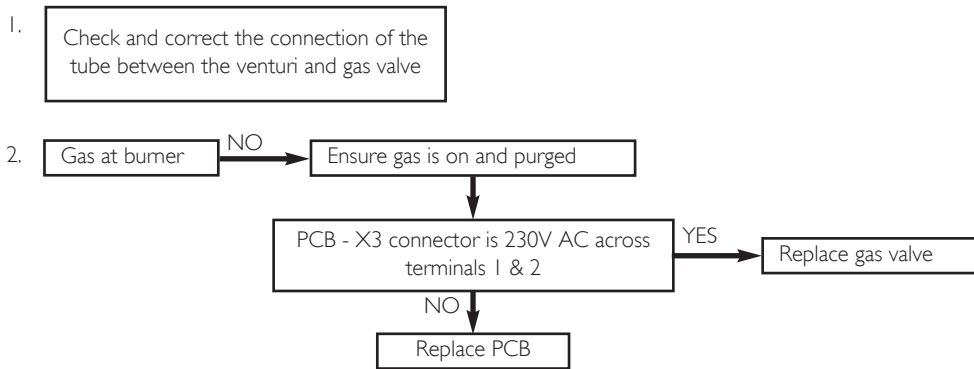 1.
Check and correct the connection of the
tube between the venturi and gas valve
2.
Gas at burner
NO
Ensure gas is on and purged
PCB - X3 connector is 230V AC across
terminals 1 & 2
YES
Replace gas valve
NO
Replace PCB